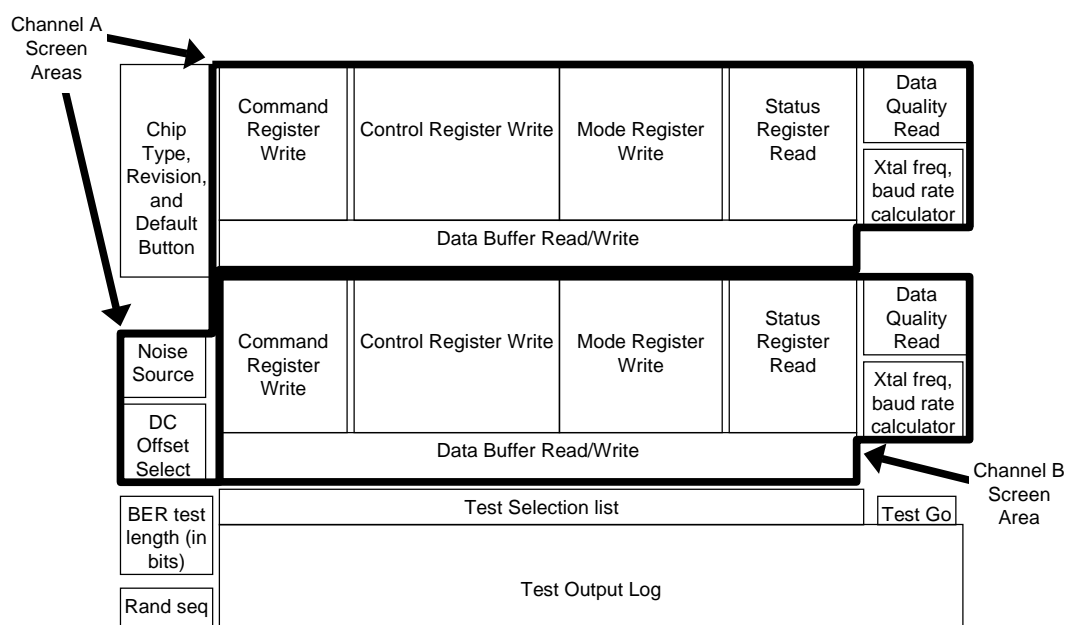 Channel A
Screen
Areas
Chip
Type,
Revision,
and
Default
Button
Command
Register
Write
Control Register Write
Mode Register
Write
Status
Register
Read
Data
Quality
Read
Xtal freq,
baud rate
calculator
Data Buffer Read/Write
Noise
Source
DC
Offset
Select
Command
Register
Write
Control Register Write
Mode Register
Write
Status
Register
Read
Data
Quality
Read
Xtal freq,
baud rate
calculator
Data Buffer Read/Write
Channel B
Screen
Area
BER test
length (in
bits)
Test Selection list
Test Go
Rand seq
Test Output Log